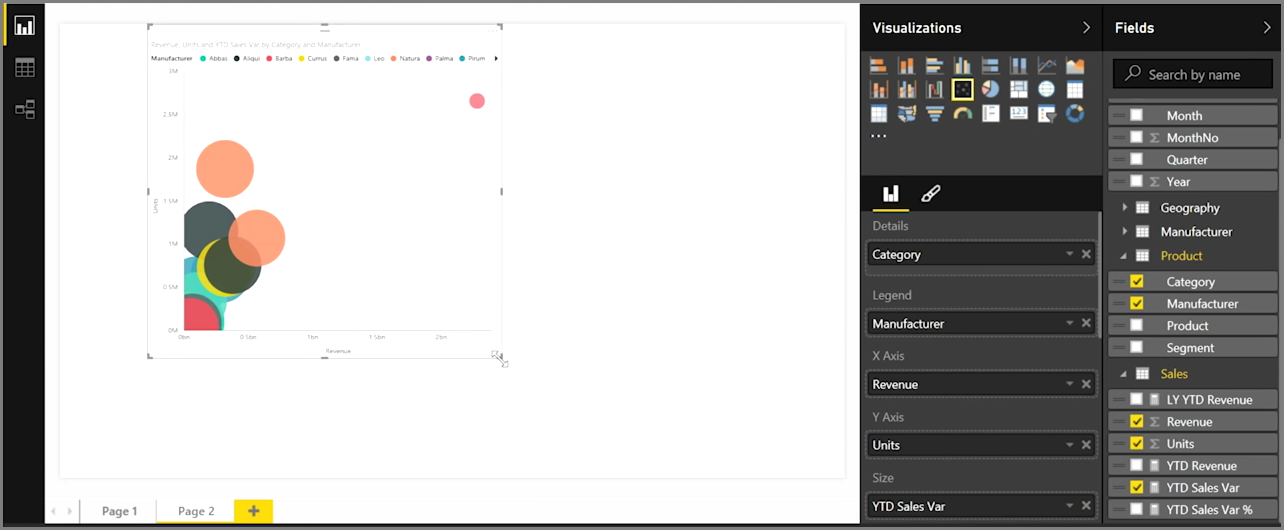 Visualizations
Fields
Search by name
Revenue, Units and YTD Sales Var by Category and Manufacturer
Manufacturer Abbas Aliqui Barba Currus Fama Leo Natura Palma Pirum
3M
2.5M
2M
1.5M
1M
0.5M
0M
Units
0bn 0.5bn 1bn 1.5bn 2bn
Revenue
Page 1
Page 2
+
123
...
Details
Category
Legend
Manufacturer
X Axis
Revenue
Y Axis
Units
Size
YTD Sales Var
Month
Σ MonthNo
Quarter
Σ Year
Geography
Manufacturer
Product
Category
Manufacturer
Product
Segment
Sales
LY YTD Revenue
Σ Revenue
Σ Units
YTD Revenue
YTD Sales Var
YTD Sales Var %